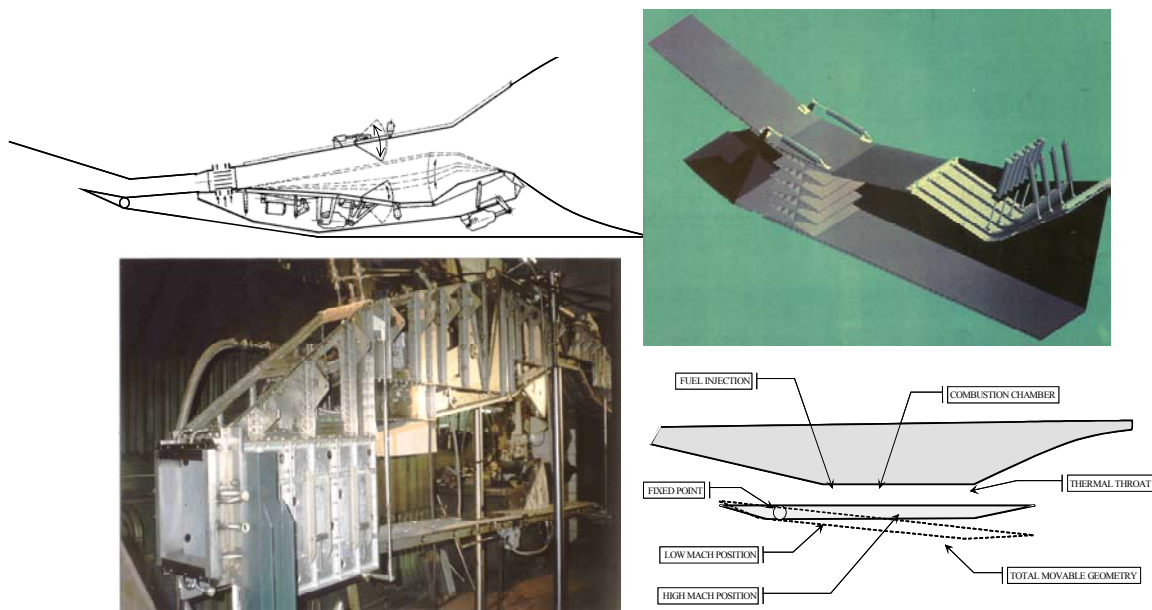 FUEL INJECTION
COMBUSTION CHAMBER
FIXED POINT
THERMAL THROAT
LOW MACH POSITION
TOTAL MOVABLE GEOMETRY
HIGH MACH POSITION